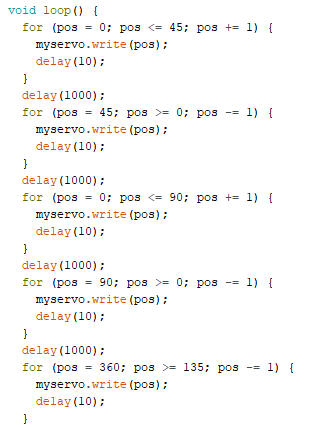 void loop() {
  for (pos = 0; pos <= 45; pos += 1) {
    myservo.write(pos);
    delay(10);
  }
  delay(1000);
  for (pos = 45; pos >= 0; pos -= 1) {
    myservo.write(pos);
    delay(10);
  }
  delay(1000);
  for (pos = 0; pos <= 90; pos += 1) {
    myservo.write(pos);
    delay(10);
  }
  delay(1000);
  for (pos = 90; pos >= 0; pos -= 1) {
    myservo.write(pos);
    delay(10);
  }
  delay(1000);
  for (pos = 360; pos >= 135; pos -= 1) {
    myservo.write(pos);
    delay(10);
  }